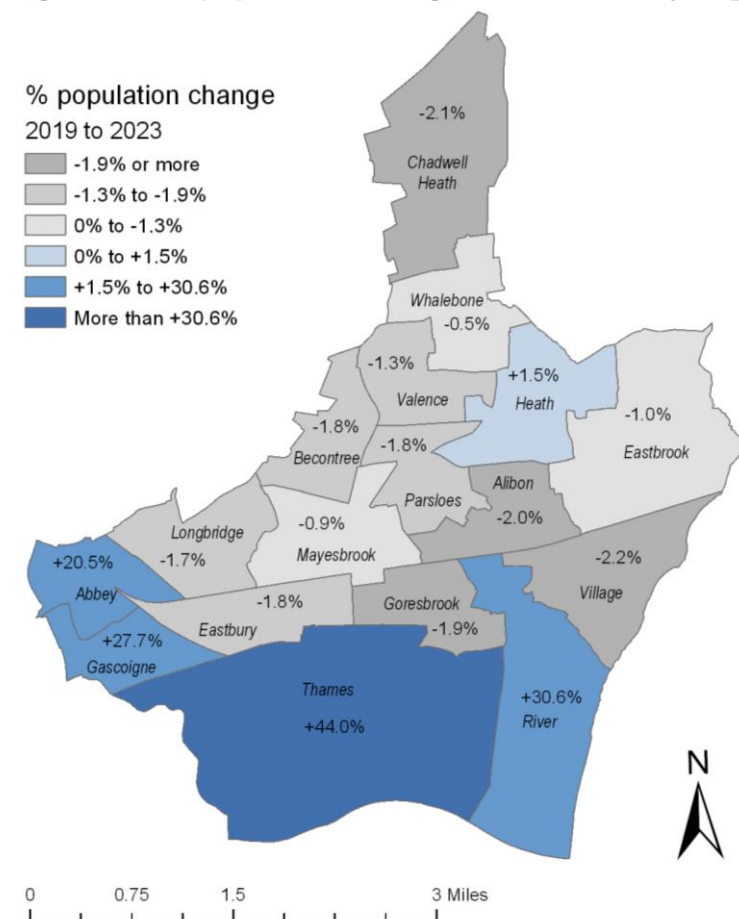 % population change
2019 to 2023
-1.9% or more
-1.3% to -1.9%
0% to -1.3%
0% to +1.5%
+1.5% to +30.6%
More than +30.6%
-2.1%
Chadwell
Heath
Whalebone
-0.5%
-1.3%
Valence
+1.5%
Heath
-1.0%
Eastbrook
-1.8%
Becontree
-1.8%
Parsloes
Alibon
-2.0%
Longbridge
-1.7%
-0.9%
Mayesbrook
+20.5%
Abbey
-2.2%
Village
-1.8%
Eastbury
Goresbrook
-1.9%
+27.7%
Gascoigne
Thames
+44.0%
+30.6%
River
N
0 0.75 1.5 3 Miles